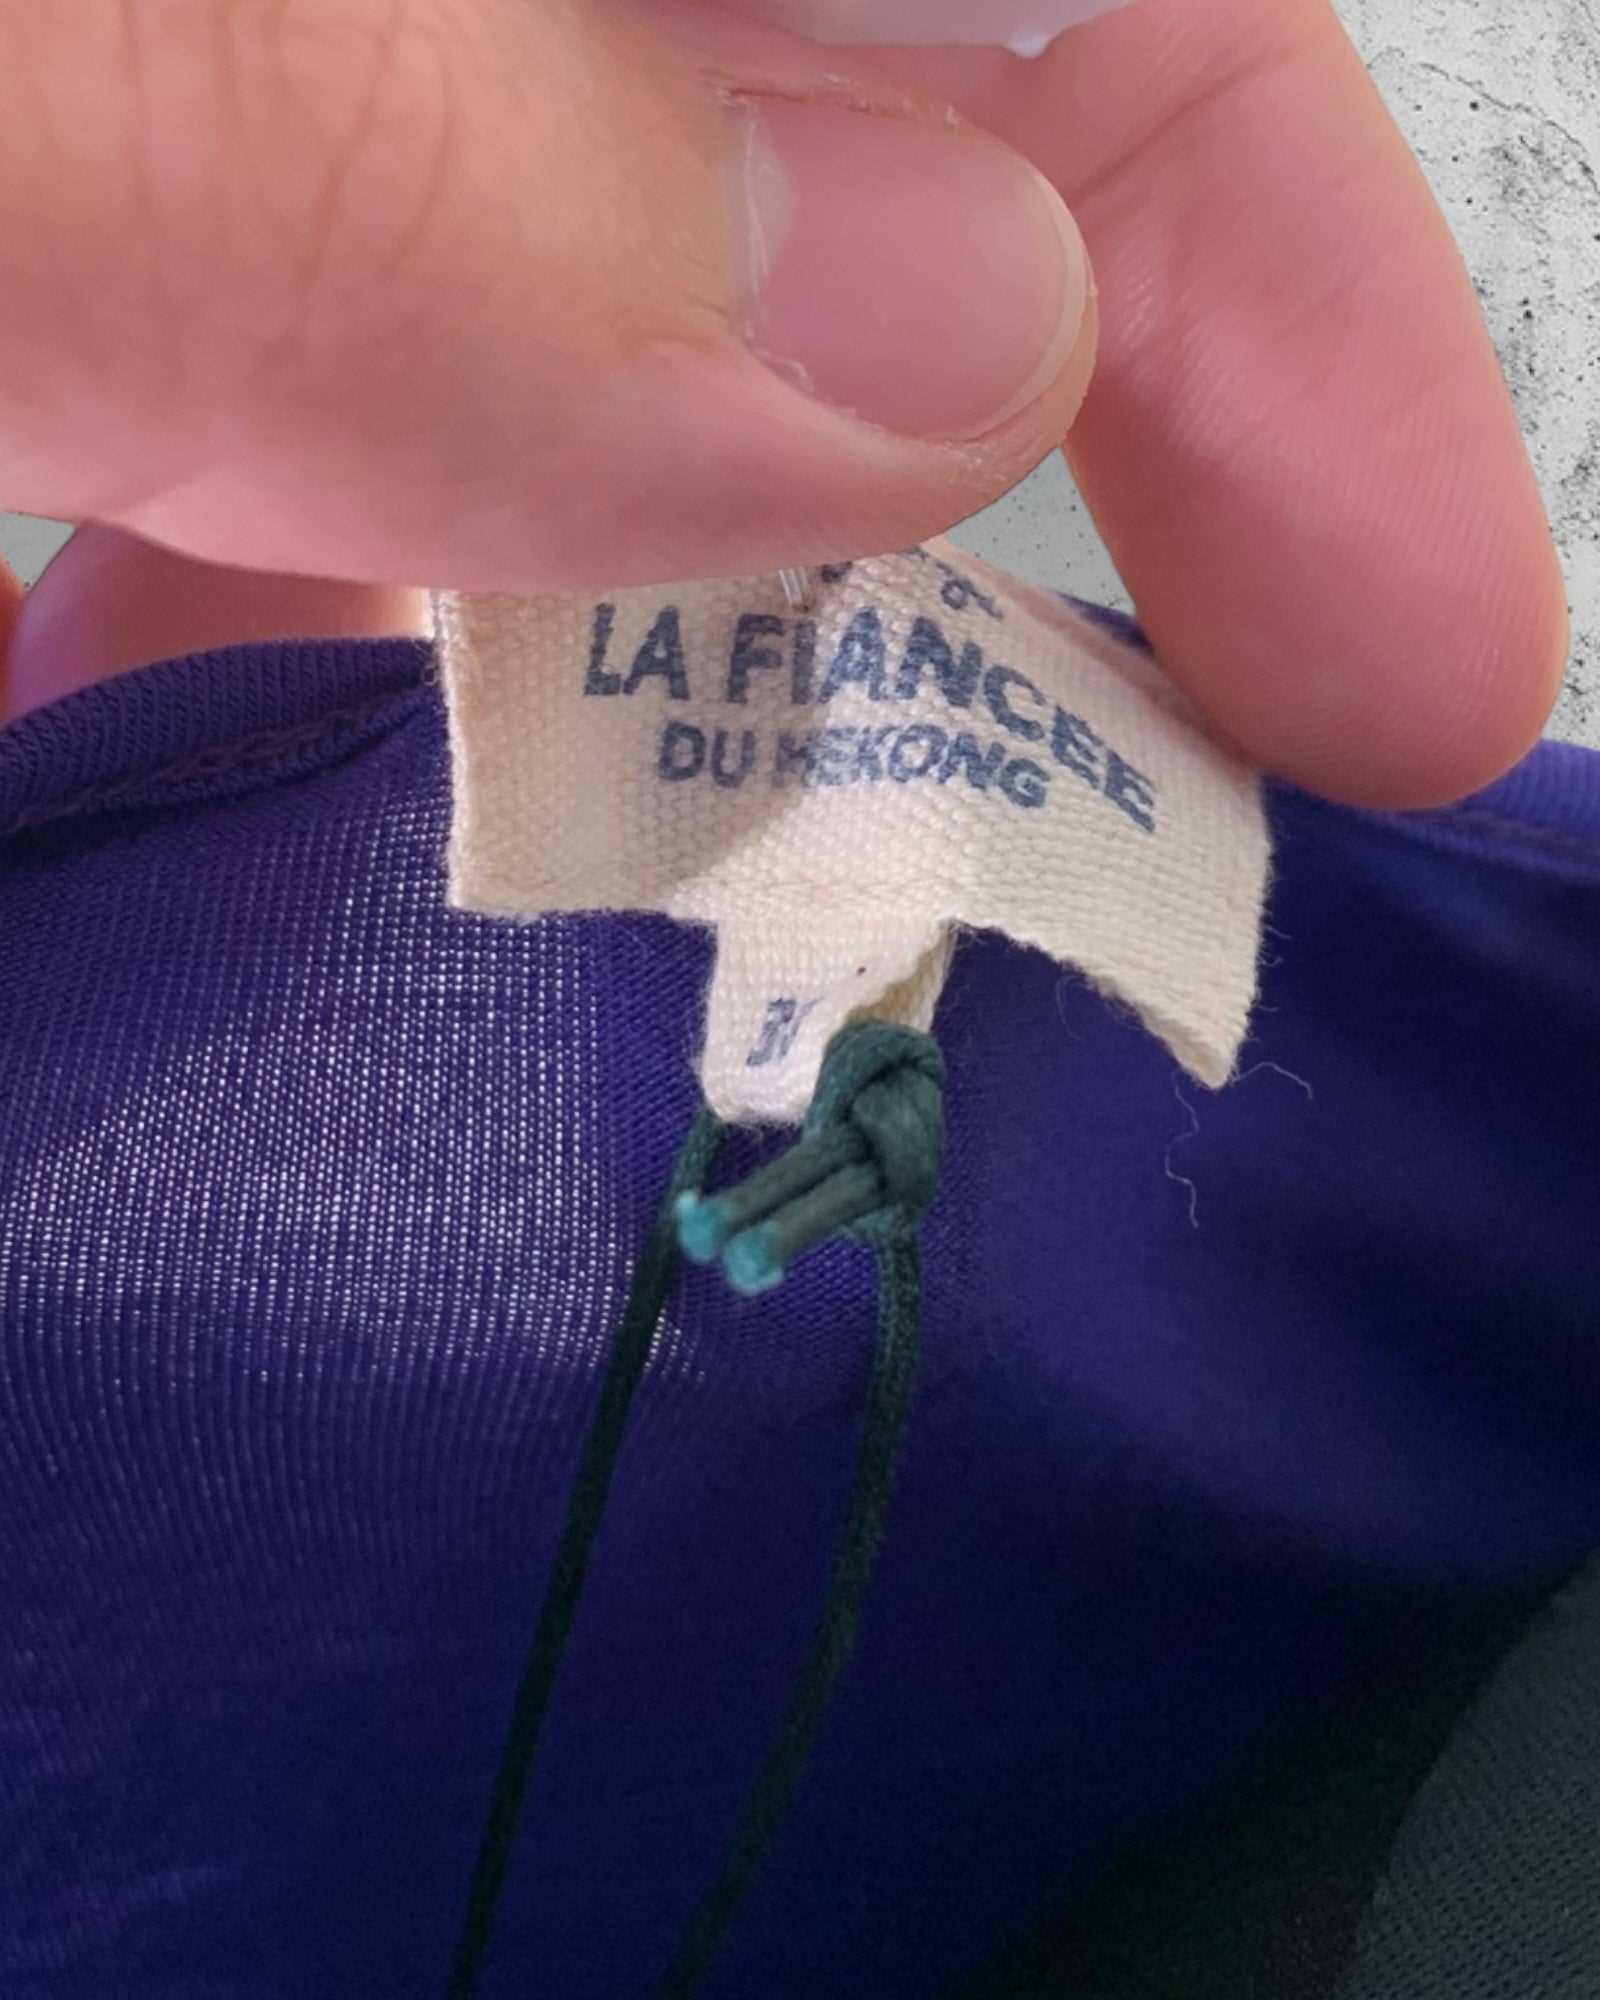 LA FIANCEE
DU MEKONG